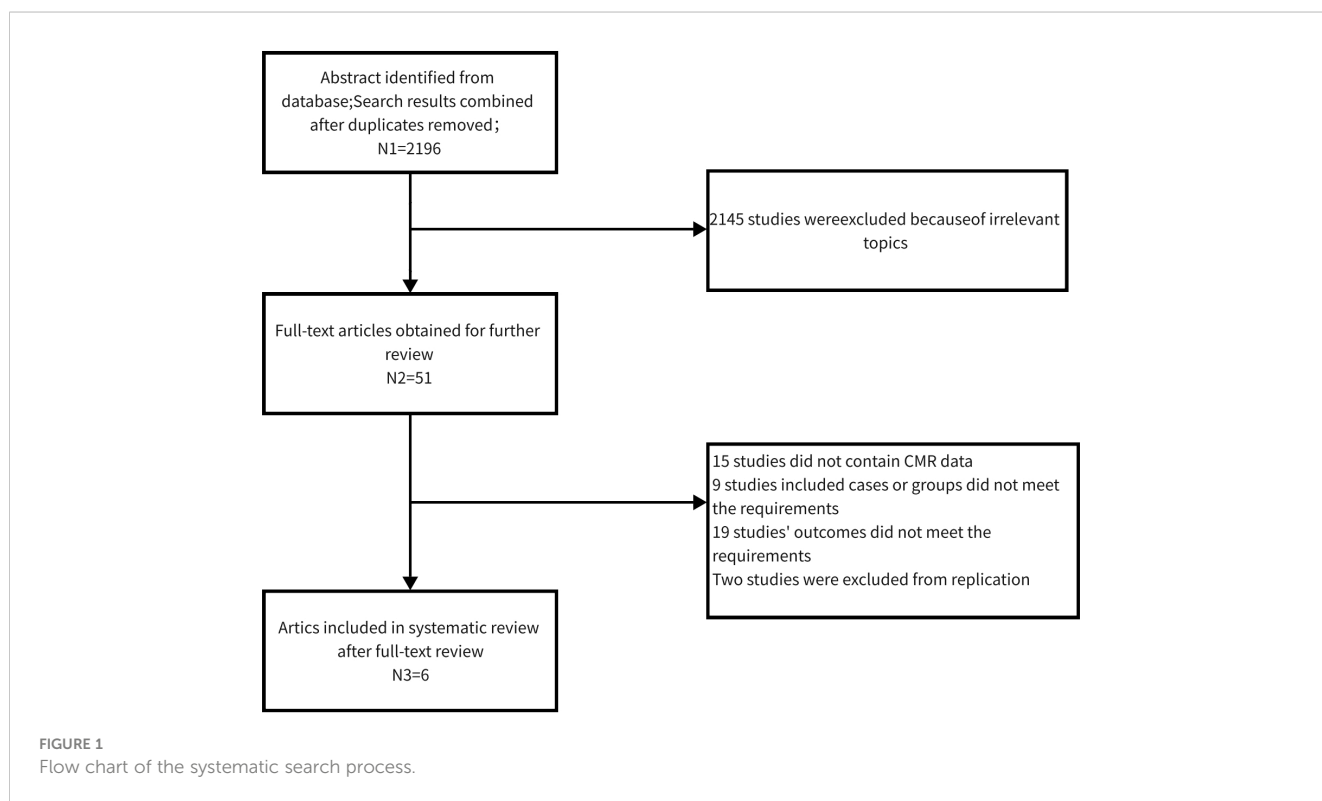 Abstract identified from
database;Search results combined
after duplicates removed；
N1=2196
2145 studies wereexcluded becauseof irrelevant
topics
Full-text articles obtained for further
review
N2=51
15 studies did not contain CMR data
9 studies included cases or groups did not meet
the requirements
19 studies' outcomes did not meet the
requirements
Two studies were excluded from replication
Artics included in systematic review
after full-text review
N3=6
FIGURE 1
Flow chart of the systematic search process.